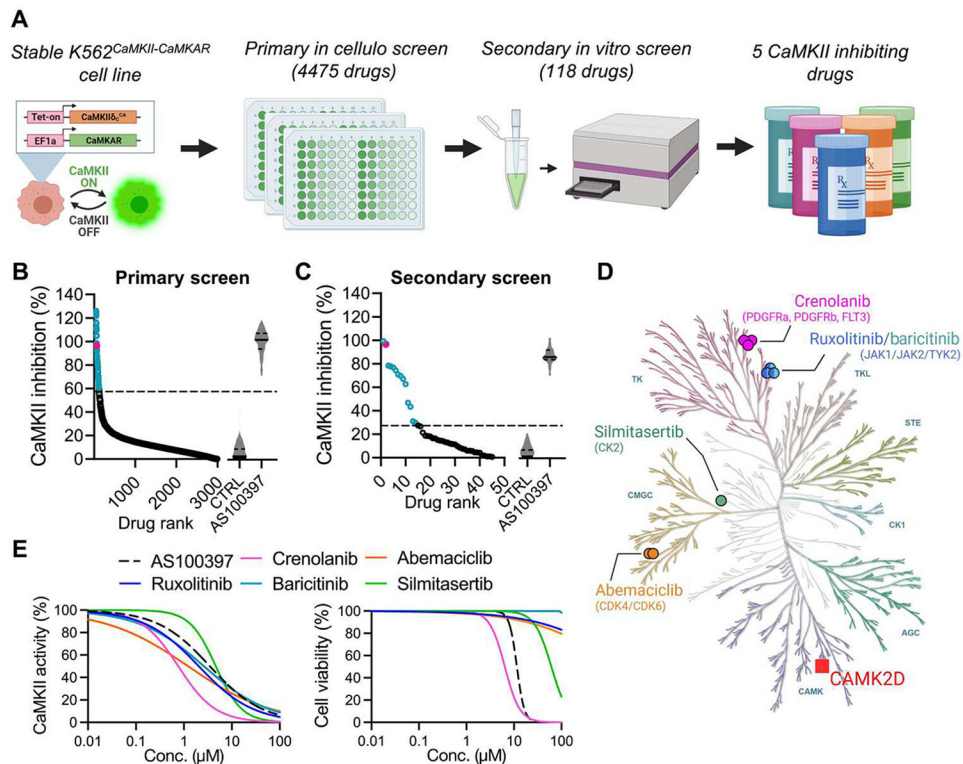 A
Stable K562CaMKII-CaMKAR
cell line
Primary in cellulo screen
(4475 drugs)
Secondary in vitro screen
(118 drugs)
5 CaMKII inhibiting
drugs
Tet-on CaMKIIδCCA
EF1a CaMKAR
CaMKII
ON
CaMKII
OFF
RX
RX
RX
B
Primary screen
CaMKII inhibition (%)
140
120
100
80
60
40
20
0
1000 2000 3000
CTRL
AS100397
Drug rank
C
Secondary screen
CaMKII inhibition (%)
140
120
100
80
60
40
20
0
0 10 20 30 40 50
CTRL
AS100397
Drug rank
D
Crenolanib
(PDGFRa, PDGFRb, FLT3)
Ruxolitinib/baricitinib
(JAK1/JAK2/TYK2)
TK
TKL
STE
Silmitasertib
(CK2)
CMGC
CK1
Abemaciclib
(CDK4/CDK6)
AGC
CAMK2D
CAMK
E
AS100397 Crenolanib Abemaciclib
Ruxolitinib Baricitinib Silmitasertib
CaMKII activity (%)
100
80
60
40
20
0
0.01 0.1 1 10 100
Conc. (µM)
Cell viability (%)
100
80
60
40
20
0
0.01 0.1 1 10 100
Conc. (µM)